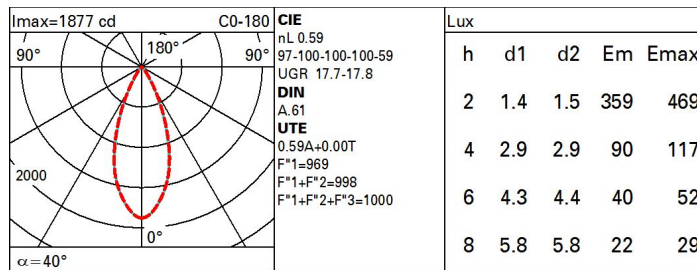 Imax=1877 cd C0-180
90° 180° 90°
2000
0°
α=40°
CIE
nL 0.59
97-100-100-100-59
UGR 17.7-17.8
DIN
A.61
UTE
0.59A+0.00T
F"1=969
F"1+F"2=998
F"1+F"2+F"3=1000
Lux
h d1 d2 Em Emax
2 1.4 1.5 359 469
4 2.9 2.9 90 117
6 4.3 4.4 40 52
8 5.8 5.8 22 29